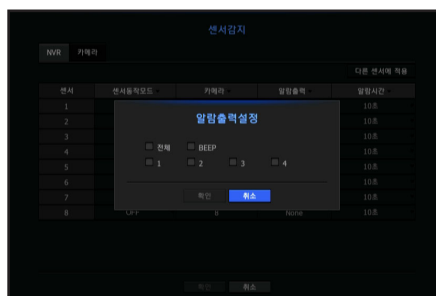 센서감지
NVR 카메라
다른 센서에 적용
센서 센서동작모드 카메라 알람출력 알람시간
1 10초
2 10초
3 10초
4 10초
5 10초
6 10초
7 10초
8 OFF 8 None 10초
알람출력설정
전체 BEEP
1 2 3 4
확인 취소
확인 취소